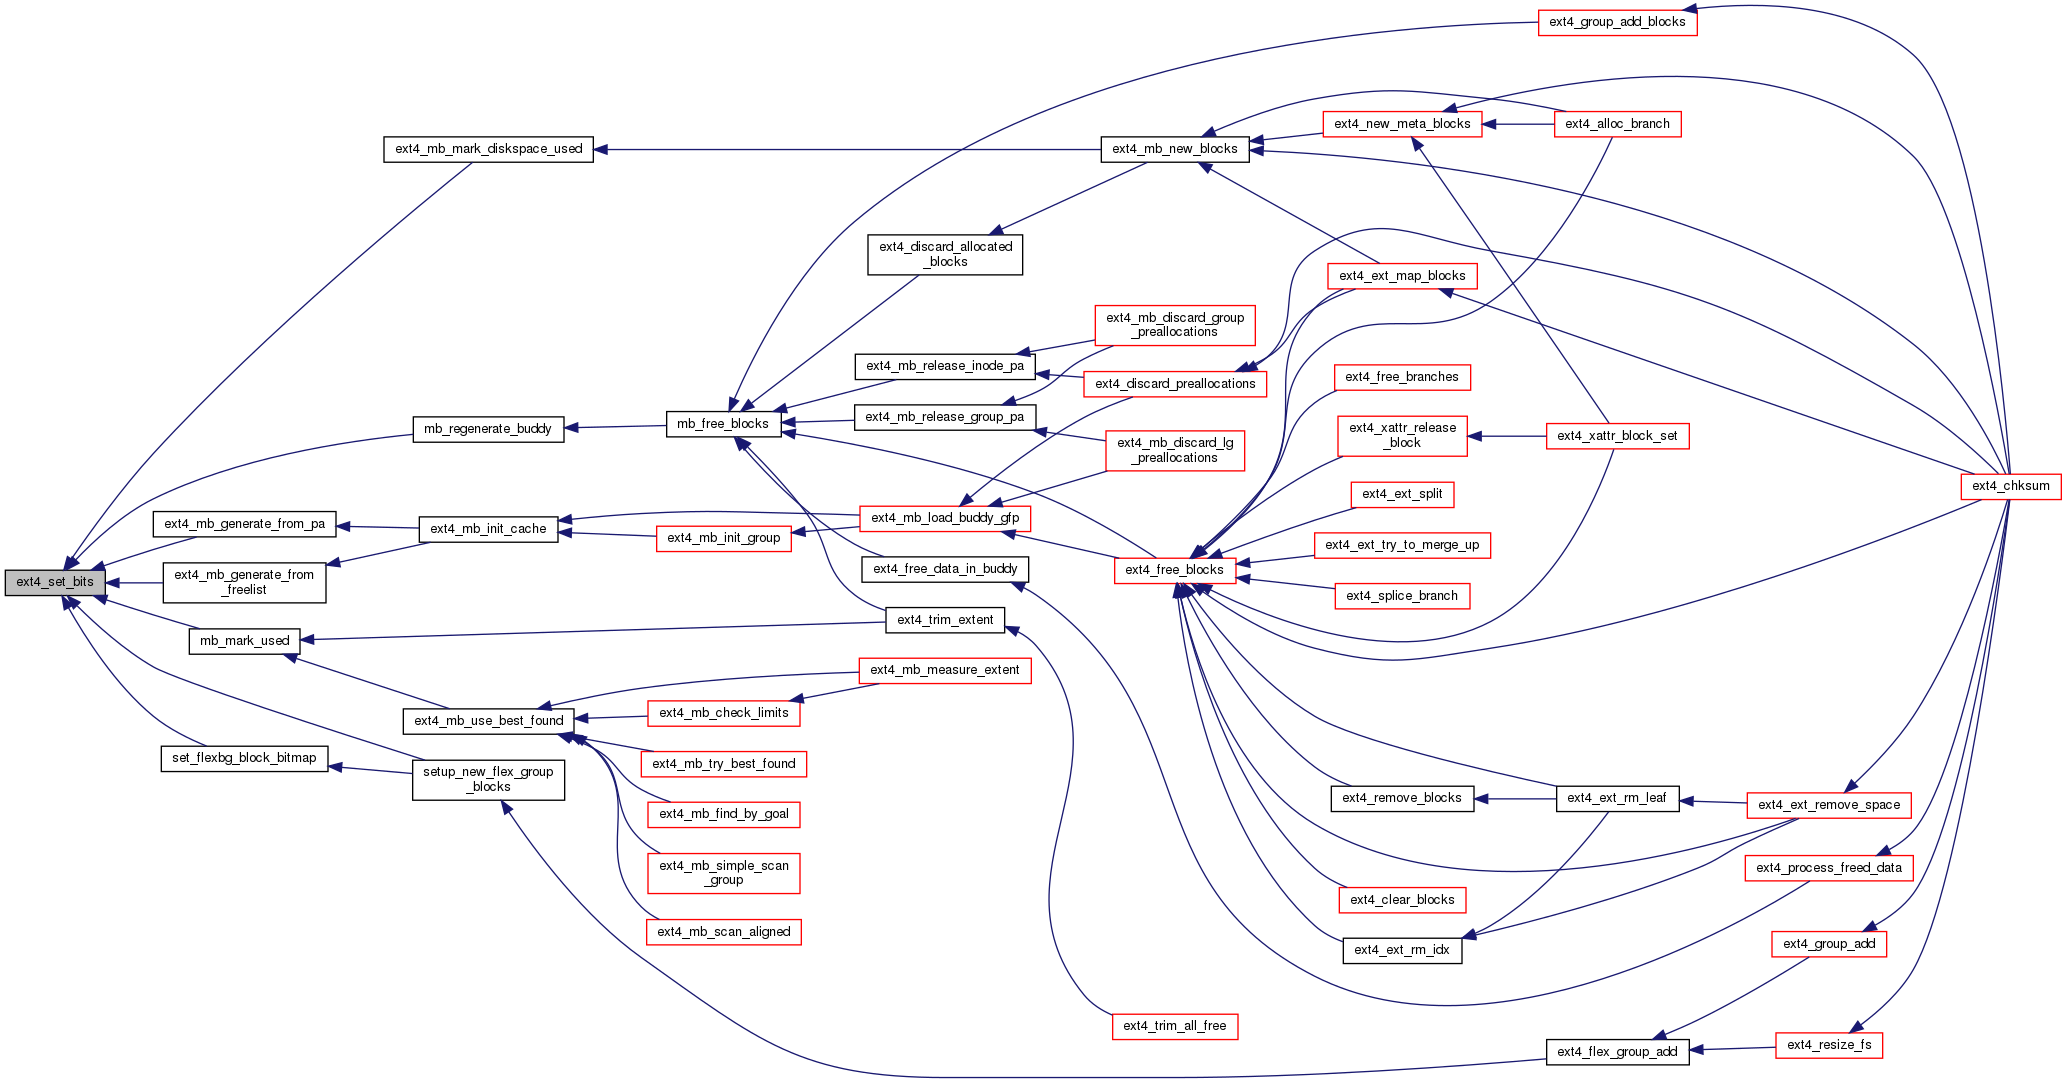 ext4_group_add_blocks
ext4_new_meta_blocks
ext4_alloc_branch
ext4_mb_mark_diskspace_used
ext4_mb_new_blocks
ext4_discard_allocated
_blocks
ext4_ext_map_blocks
ext4_mb_discard_group
_preallocations
ext4_mb_release_inode_pa
ext4_discard_preallocations
ext4_free_branches
ext4_mb_release_group_pa
mb_regenerate_buddy
mb_free_blocks
ext4_xattr_release
_block
ext4_xattr_block_set
ext4_mb_discard_lg
_preallocations
ext4_chksum
ext4_ext_split
ext4_mb_generate_from_pa
ext4_mb_init_cache
ext4_mb_load_buddy_gfp
ext4_mb_init_group
ext4_ext_try_to_merge_up
ext4_free_data_in_buddy
ext4_free_blocks
ext4_set_bits
ext4_mb_generate_from
_freelist
ext4_splice_branch
ext4_trim_extent
mb_mark_used
ext4_mb_measure_extent
ext4_mb_check_limits
ext4_mb_use_best_found
set_flexbg_block_bitmap
ext4_mb_try_best_found
setup_new_flex_group
_blocks
ext4_remove_blocks
ext4_ext_rm_leaf
ext4_ext_remove_space
ext4_mb_find_by_goal
ext4_mb_simple_scan
_group
ext4_process_freed_data
ext4_clear_blocks
ext4_mb_scan_aligned
ext4_ext_rm_idx
ext4_group_add
ext4_trim_all_free
ext4_flex_group_add
ext4_resize_fs